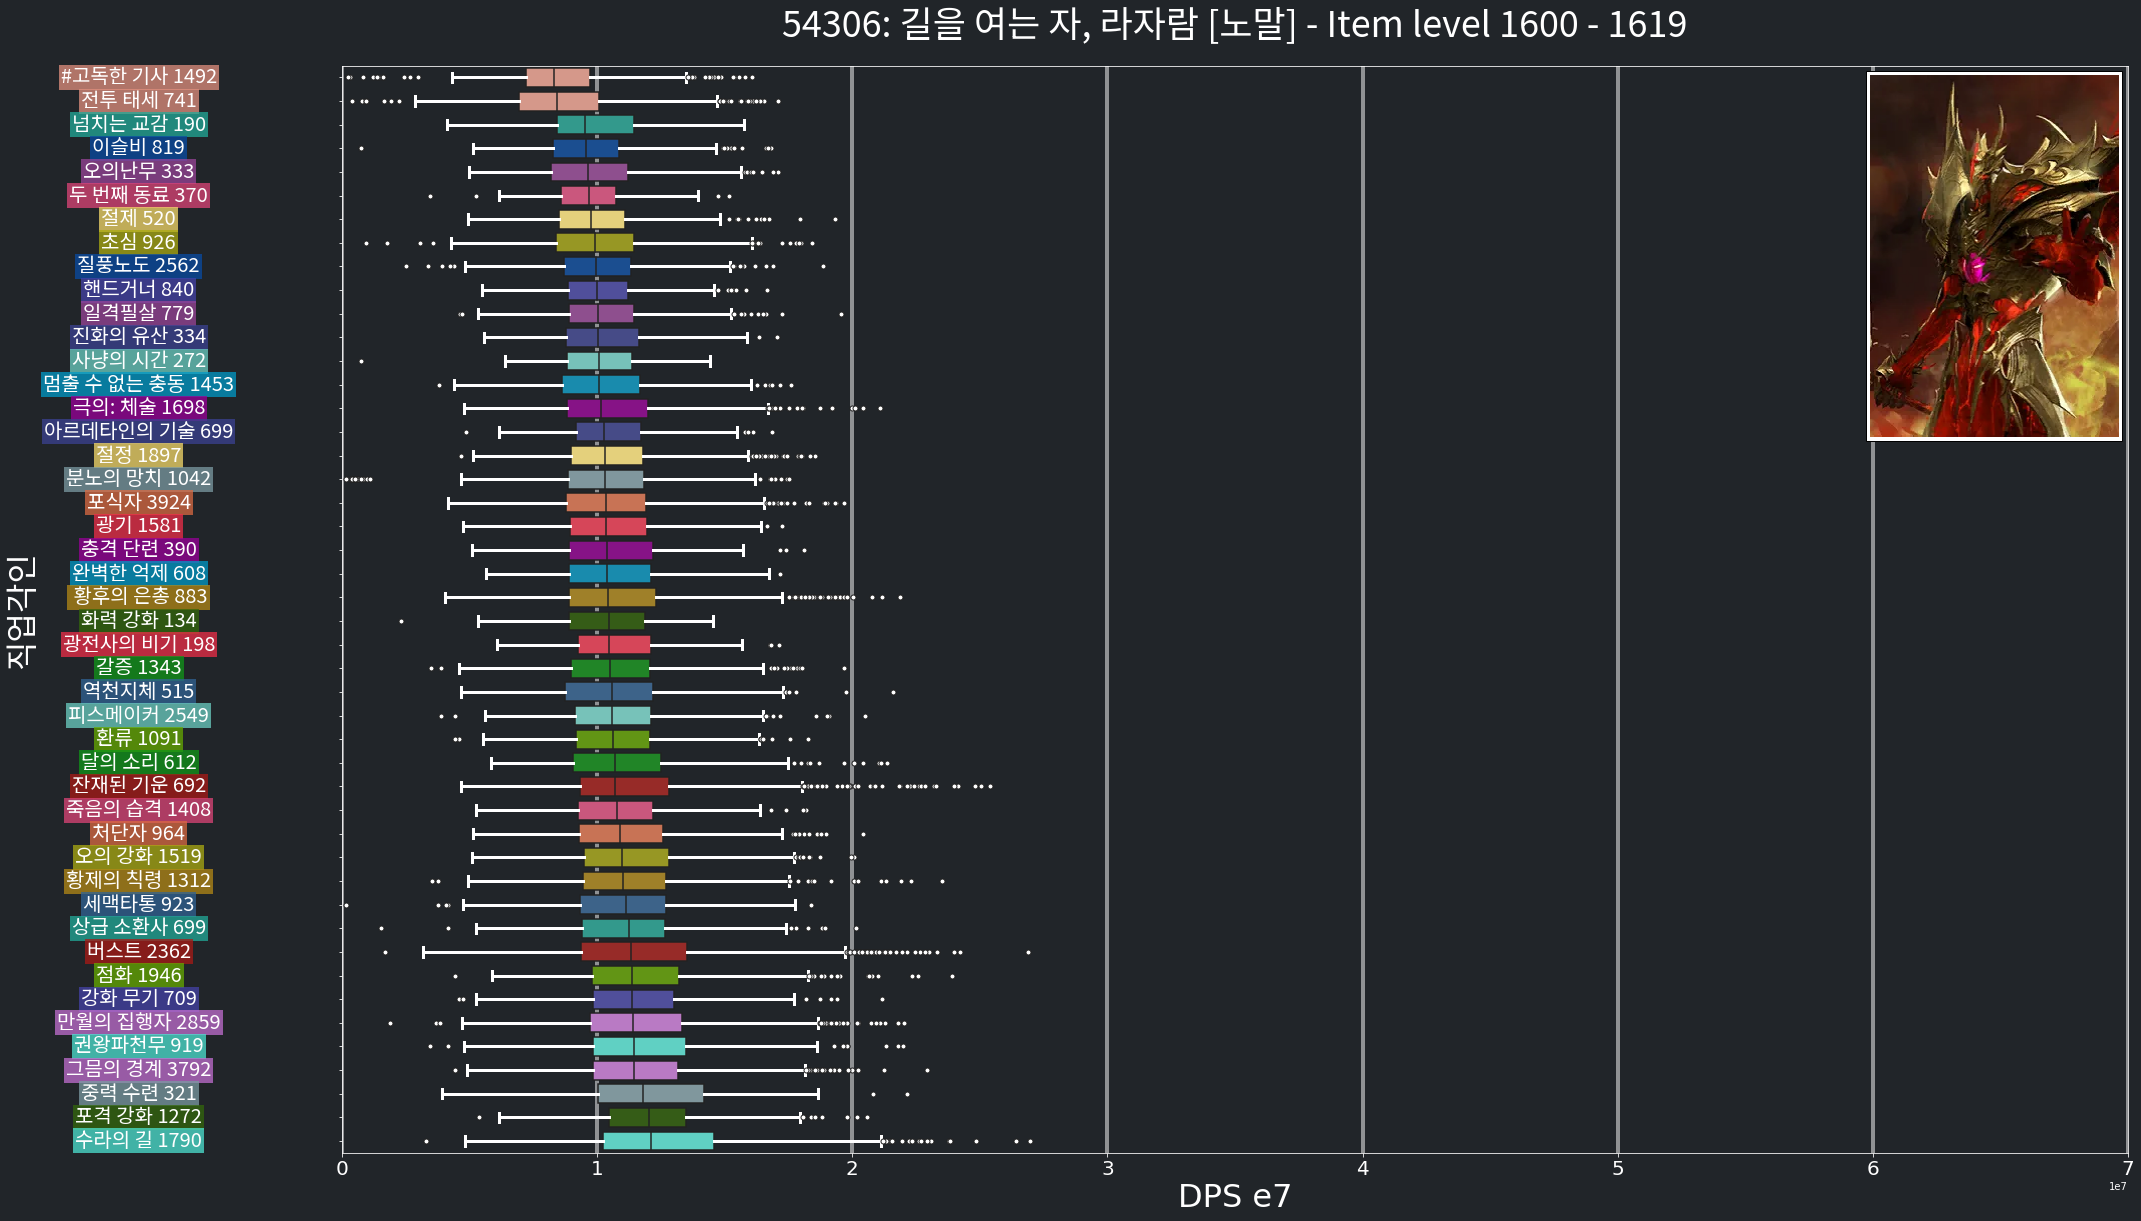 54306: 길을 여는 자, 라자람 [노말] - Item level 1600 - 1619
#고독한 기사 1492
전투 태세 741
넘치는 교감 190
이슬비 819
오의난무 333
두 번째 동료 370
절제 520
초심 926
질풍노도 2562
핸드거너 840
일격필살 779
진화의 유산 334
사냥의 시간 272
멈출 수 없는 충동 1453
극의: 체술 1698
아르데타인의 기술 699
절정 1897
분노의 망치 1042
포식자 3924
광기 1581
충격 단련 390
완벽한 억제 608
황후의 은총 883
화력 강화 134
광전사의 비기 198
갈증 1343
역천지체 515
피스메이커 2549
환류 1091
달의 소리 612
잔재된 기운 692
죽음의 습격 1408
처단자 964
오의 강화 1519
황제의 칙령 1312
세맥타통 923
상급 소환사 699
버스트 2362
점화 1946
강화 무기 709
만월의 집행자 2859
권왕파천무 919
그믐의 경계 3792
중력 수련 321
포격 강화 1272
수라의 길 1790
직업각인
0 1 2 3 4 5 6 7
1e7
DPS e7